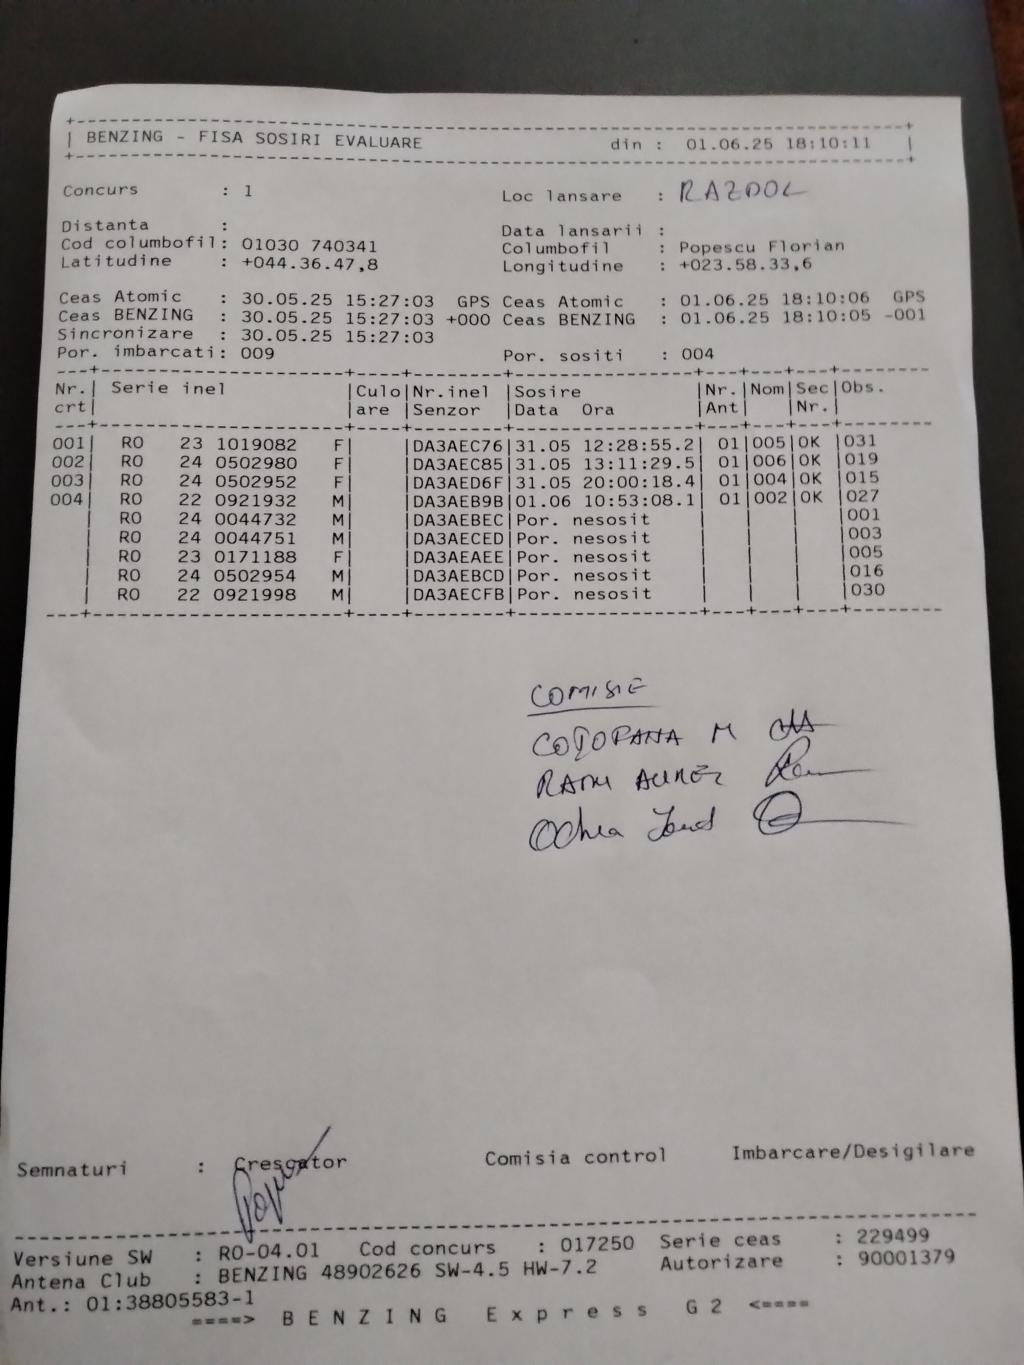 +----------------------------------------------------------------+
| BENZING - FISA SOSIRI EVALUARE din : 01.06.25 18:10:11 |
+----------------------------------------------------------------+
Concurs : 1 Loc lansare : RAZDOL
Distanta : Data lansarii :
Cod columbofil: 01030 740341 Columbofil : Popescu Florian
Latitudine : +044.36.47,8 Longitudine : +023.58.33,6
Ceas Atomic : 30.05.25 15:27:03 GPS Ceas Atomic : 01.06.25 18:10:06 GPS
Ceas BENZING : 30.05.25 15:27:03 +000 Ceas BENZING : 01.06.25 18:10:05 -001
Sincronizare : 30.05.25 15:27:03
Por. imbarcati: 009 Por. sositi : 004
Nr.| Serie inel |Culo|Nr.inel |Sosire |Nr.|Nom|Sec|Obs.
crt| |are |Senzor |Data Ora |Ant| |Nr.|
001| RO 23 1019082 F| |DA3AEC76|31.05 12:28:55.2| 01|005|OK |031
002| RO 24 0502980 F| |DA3AEC85|31.05 13:11:29.5| 01|006|OK |019
003| RO 24 0502952 F| |DA3AED6F|31.05 20:00:18.4| 01|004|OK |015
004| RO 22 0921932 M| |DA3AEB9B|01.06 10:53:08.1| 01|002|OK |027
| RO 24 0044732 M| |DA3AEBEC|Por. nesosit | | | |001
| RO 24 0044751 M| |DA3AECED|Por. nesosit | | | |003
| RO 23 0171188 F| |DA3AEAEE|Por. nesosit | | | |005
| RO 24 0502954 M| |DA3AEBCD|Por. nesosit | | | |016
| RO 22 0921998 M| |DA3AECFB|Por. nesosit | | | |030
COMISIE
M
RADU AUREL
Ochea
Semnaturi : Crescator Comisia control Imbarcare/Desigilare
Versiune SW : RO-04.01 Cod concurs : 017250 Serie ceas : 229499
Antena Club : BENZING 48902626 SW-4.5 HW-7.2 Autorizare : 90001379
Ant.: 01:38805583-1
====> B E N Z I N G E x p r e s s G 2 <====